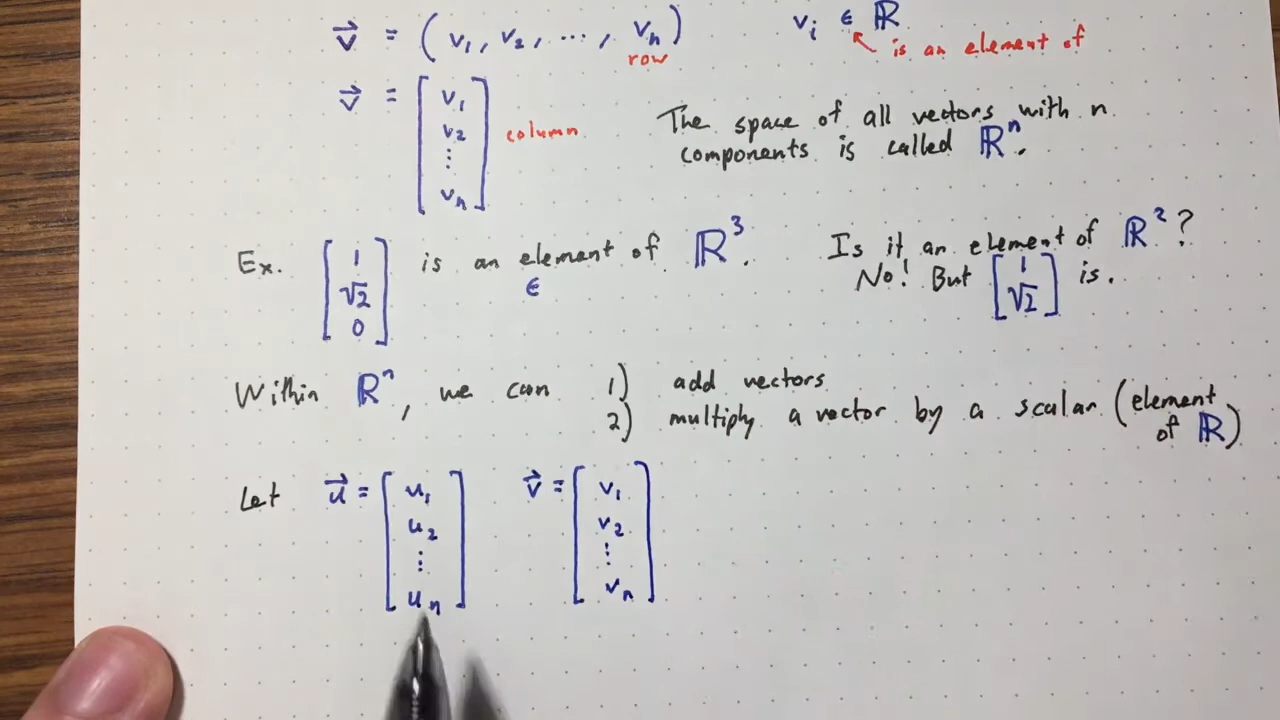 v⃗ = (v₁, v₂, ⋯, vₙ) vᵢ ∈ ℝ
row is an element of
v⃗ = [v₁ v₂ ⋮ vₙ] column
The space of all vectors with n
components is called ℝⁿ.
Ex. [1 √2 0] is an element of ℝ³. Is it an element of ℝ²?
∈ No! But [1 √2] is.
Within ℝⁿ, we can 1) add vectors
2) multiply a vector by a scalar (element
of ℝ)
Let u⃗ = [u₁ u₂ ⋮ uₙ] v⃗ = [v₁ v₂ ⋮ vₙ]